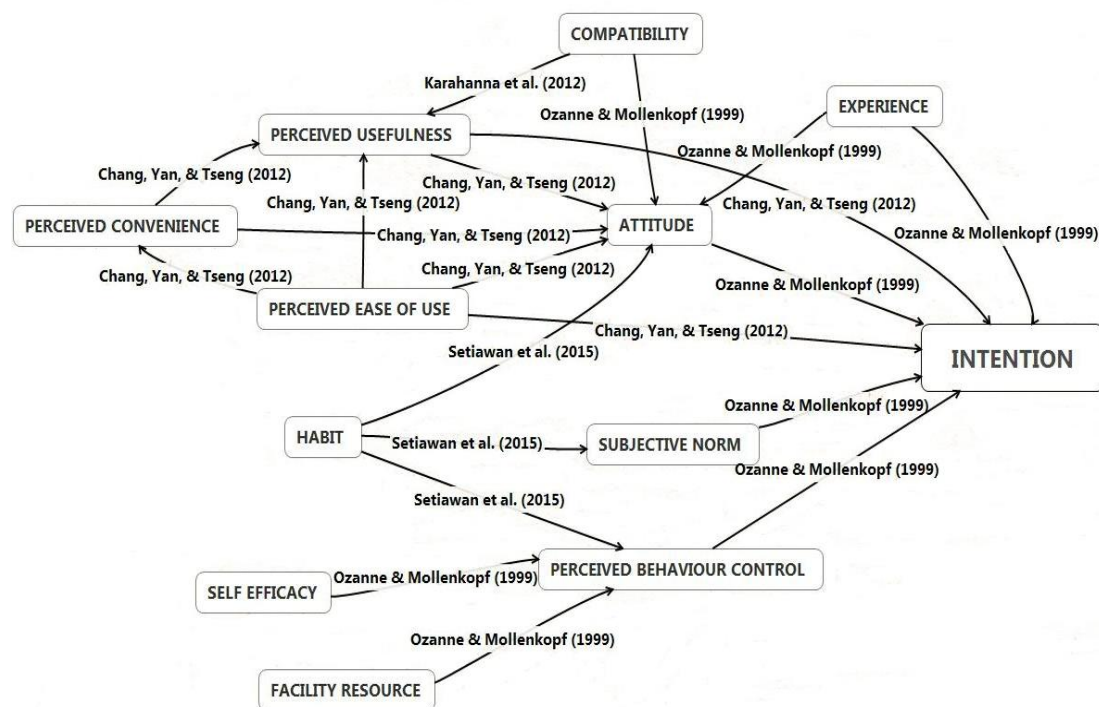 COMPATIBILITY
Karahanna et al. (2012)
EXPERIENCE
Ozanne & Mollenkopf (1999)
PERCEIVED USEFULNESS
Ozanne & Mollenkopf (1999)
Chang, Yan, & Tseng (2012)
Chang, Yan, & Tseng (2012)
Chang, Yan, & Tseng (2012)
Chang, Yan, & Tseng (2012)
PERCEIVED CONVENIENCE
ATTITUDE
Chang, Yan, & Tseng (2012)
Ozanne & Mollenkopf (1999)
Chang, Yan, & Tseng (2012)
Chang, Yan, & Tseng (2012)
Ozanne & Mollenkopf (1999)
PERCEIVED EASE OF USE
Chang, Yan, & Tseng (2012)
Setiawan et al. (2015)
INTENTION
Ozanne & Mollenkopf (1999)
HABIT
Setiawan et al. (2015)
SUBJECTIVE NORM
Ozanne & Mollenkopf (1999)
Setiawan et al. (2015)
PERCEIVED BEHAVIOUR CONTROL
Ozanne & Mollenkopf (1999)
SELF EFFICACY
Ozanne & Mollenkopf (1999)
FACILITY RESOURCE